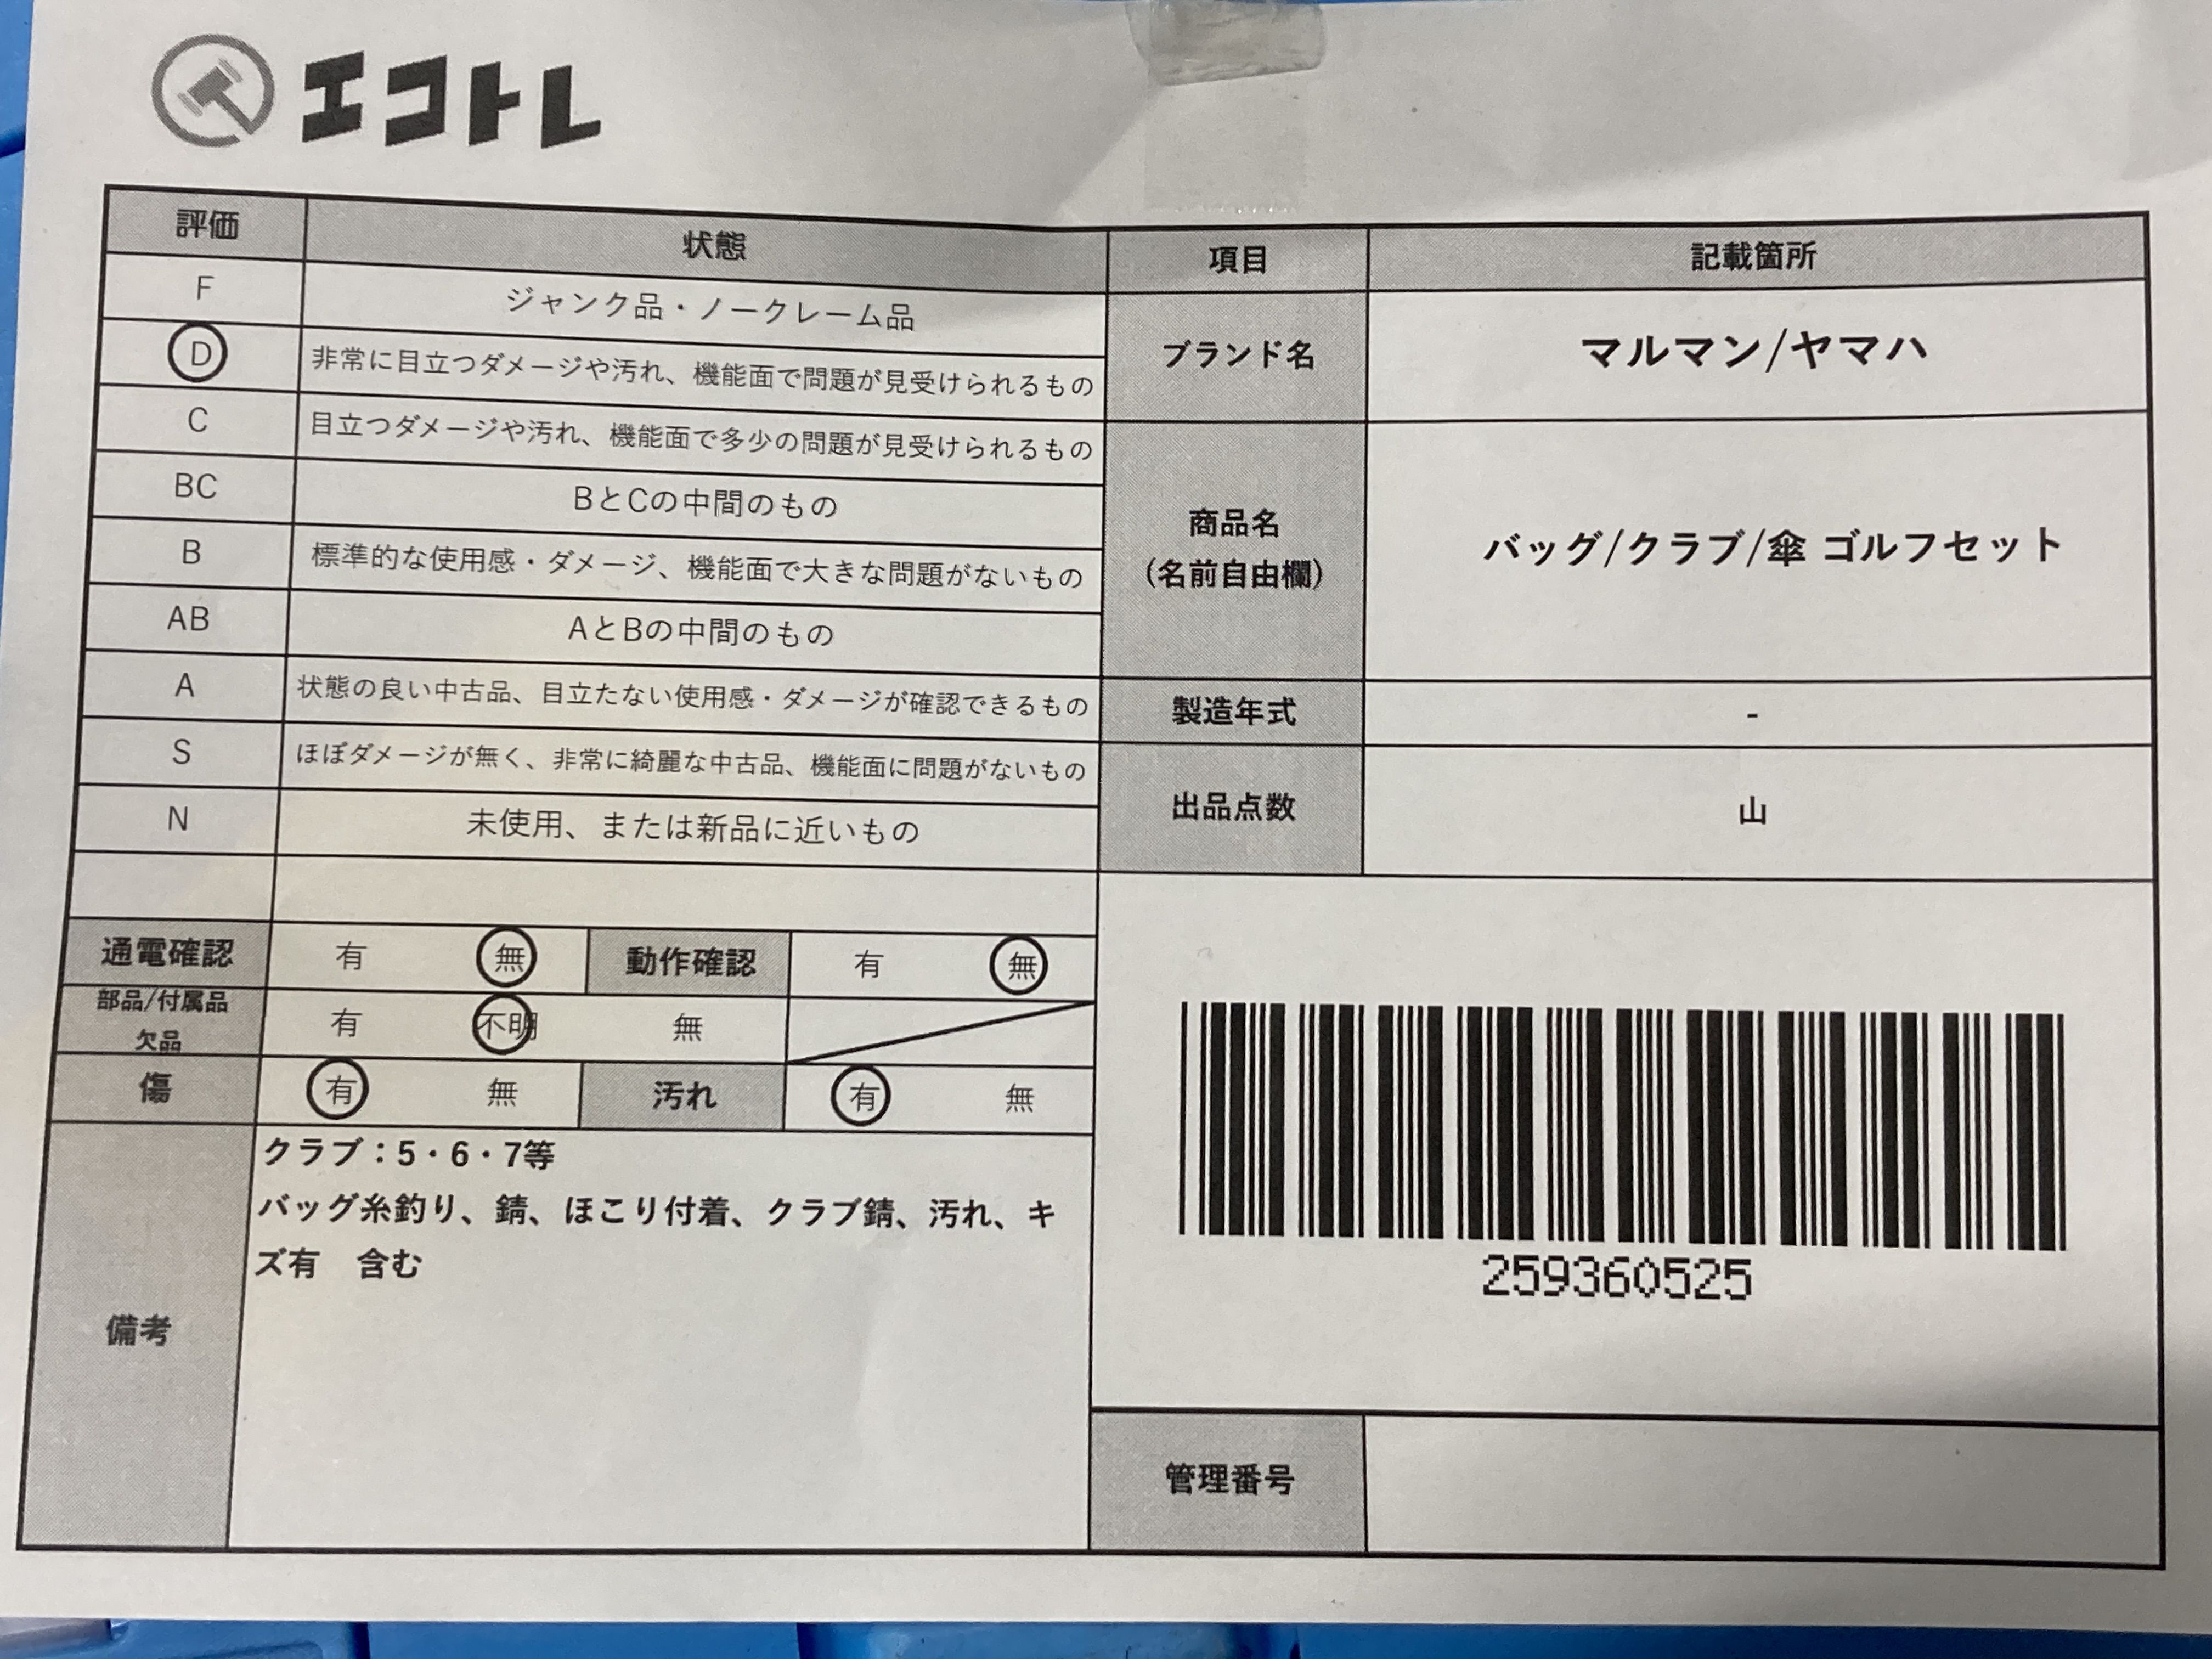 エコトレ
評価 状態
F ジャンク品・ノークレーム品
D 非常に目立つダメージや汚れ、機能面で問題が見受けられるもの
C 目立つダメージや汚れ、機能面で多少の問題が見受けられるもの
BC BとCの中間のもの
B 標準的な使用感・ダメージ、機能面で大きな問題がないもの
AB AとBの中間のもの
A 状態の良い中古品、目立たない使用感・ダメージが確認できるもの
S ほぼダメージが無く、非常に綺麗な中古品、機能面に問題がないもの
N 未使用、または新品に近いもの
通電確認 有 無 動作確認 有 無
部品/付属品
欠品 有 不明 無
傷 有 無 汚れ 有 無
備考
クラブ：5・6・7等
バッグ糸釣り、錆、ほこり付着、クラブ錆、汚れ、キ
ズ有　含む
項目 記載箇所
ブランド名 マルマン/ヤマハ
商品名
（名前自由欄） バッグ/クラブ/傘 ゴルフセット
製造年式 -
出品点数 山
259360525
管理番号